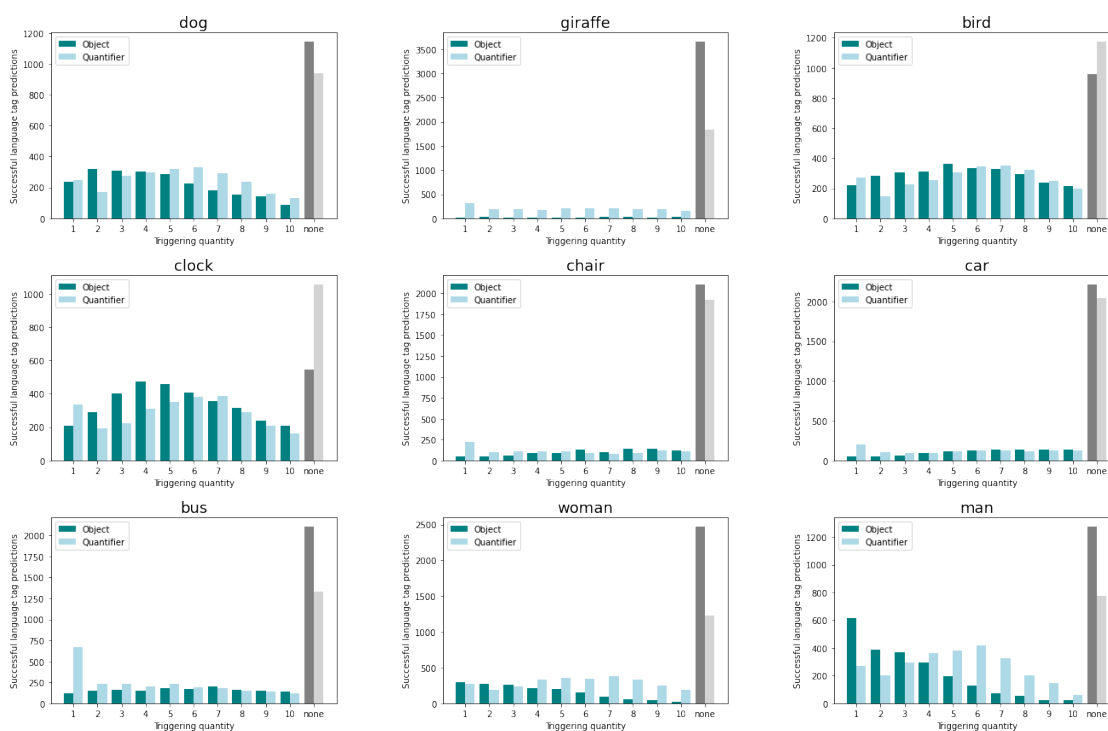 dog
Successful language tag predictions
1200
1000
800
600
400
200
0
Object
Quantifier
1 2 3 4 5 6 7 8 9 10 none
Triggering quantity
giraffe
Successful language tag predictions
3500
3000
2500
2000
1500
1000
500
0
Object
Quantifier
1 2 3 4 5 6 7 8 9 10 none
Triggering quantity
bird
Successful language tag predictions
1200
1000
800
600
400
200
0
Object
Quantifier
1 2 3 4 5 6 7 8 9 10 none
Triggering quantity
clock
Successful language tag predictions
1000
800
600
400
200
0
Object
Quantifier
1 2 3 4 5 6 7 8 9 10 none
Triggering quantity
chair
Successful language tag predictions
2000
1750
1500
1250
1000
750
500
250
0
Object
Quantifier
1 2 3 4 5 6 7 8 9 10 none
Triggering quantity
car
Successful language tag predictions
2000
1500
1000
500
0
Object
Quantifier
1 2 3 4 5 6 7 8 9 10 none
Triggering quantity
bus
Successful language tag predictions
2000
1750
1500
1250
1000
750
500
250
0
Object
Quantifier
1 2 3 4 5 6 7 8 9 10 none
Triggering quantity
woman
Successful language tag predictions
2500
2000
1500
1000
500
0
Object
Quantifier
1 2 3 4 5 6 7 8 9 10 none
Triggering quantity
man
Successful language tag predictions
1200
1000
800
600
400
200
0
Object
Quantifier
1 2 3 4 5 6 7 8 9 10 none
Triggering quantity